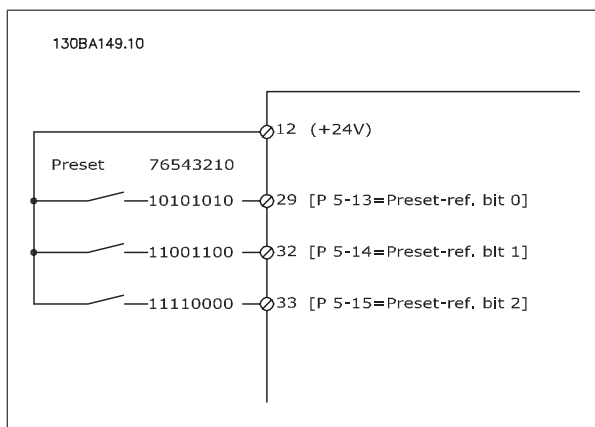 130BA149.10
12 (+24V)
Preset 76543210
10101010 29 [P 5-13=Preset-ref. bit 0]
11001100 32 [P 5-14=Preset-ref. bit 1]
11110000 33 [P 5-15=Preset-ref. bit 2]